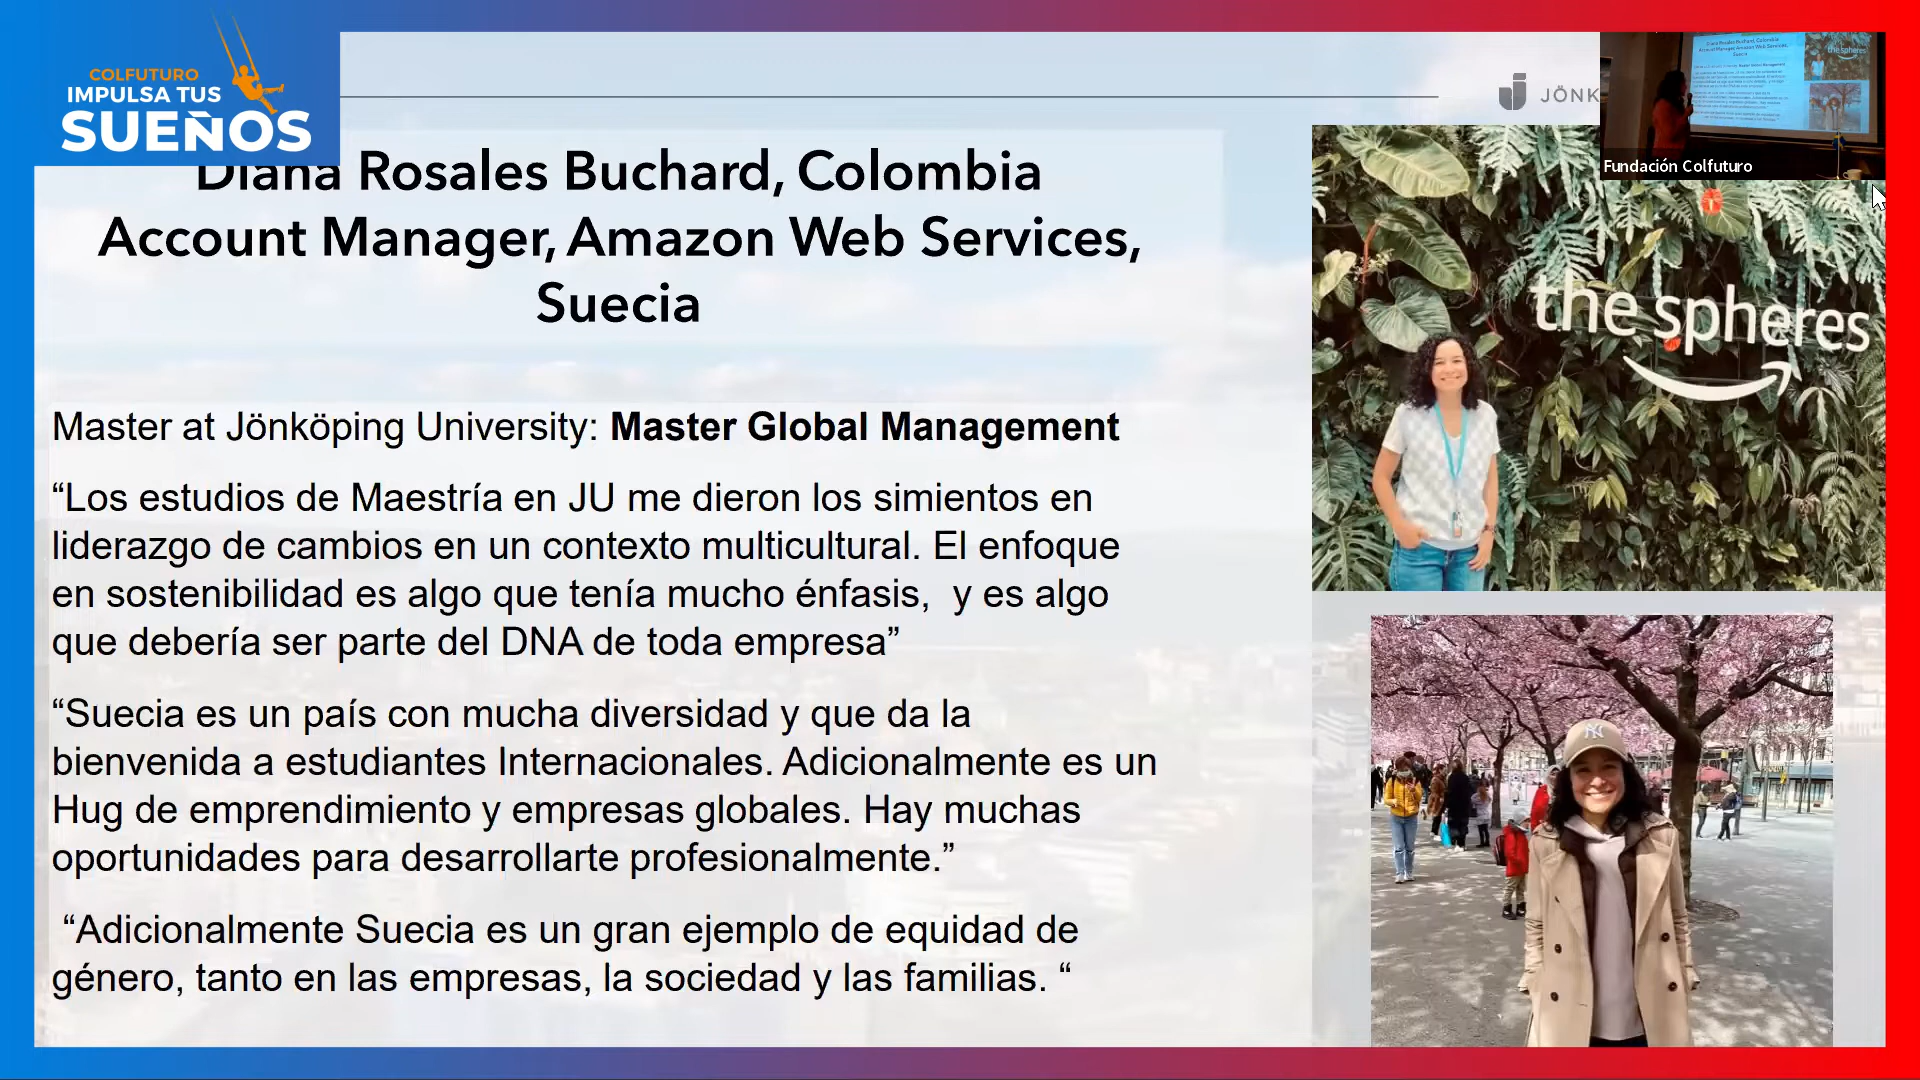 COLFUTURO
IMPULSA TUS
SUEÑOS
JÖNK
Fundación Colfuturo
Diana Rosales Buchard, Colombia
Account Manager, Amazon Web Services,
Suecia
the spheres
Master at Jönköping University: Master Global Management
“Los estudios de Maestría en JU me dieron los simientos en
liderazgo de cambios en un contexto multicultural. El enfoque
en sostenibilidad es algo que tenía mucho énfasis,  y es algo
que debería ser parte del DNA de toda empresa”
“Suecia es un país con mucha diversidad y que da la
bienvenida a estudiantes Internacionales. Adicionalmente es un
Hug de emprendimiento y empresas globales. Hay muchas
oportunidades para desarrollarte profesionalmente.”
“Adicionalmente Suecia es un gran ejemplo de equidad de
género, tanto en las empresas, la sociedad y las familias. “
NY